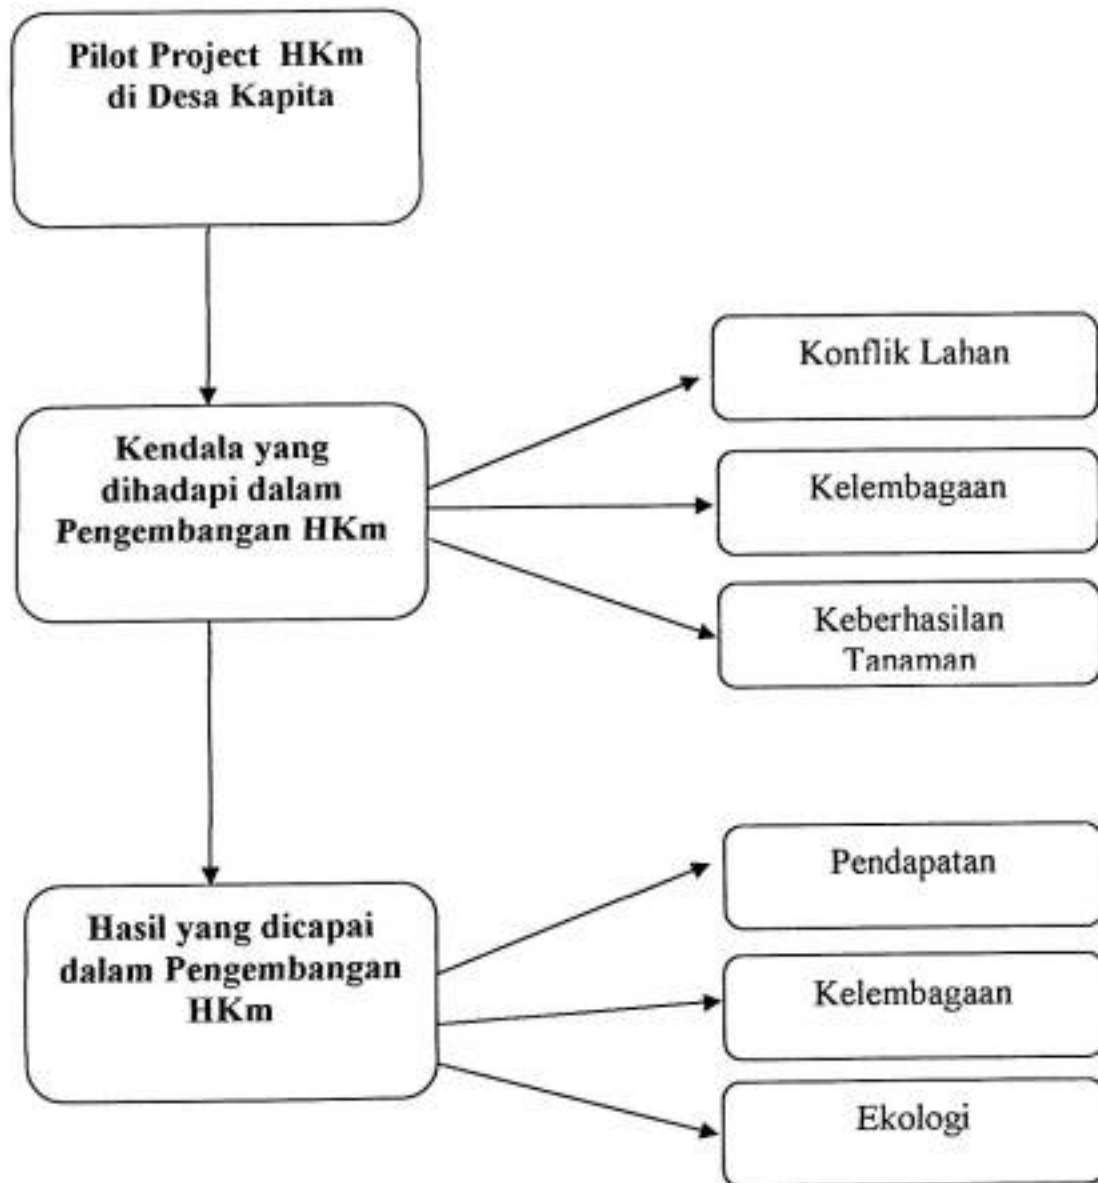 Pilot Project HKm
di Desa Kapita
Kendala yang
dihadapi dalam
Pengembangan HKm
Konflik Lahan
Kelembagaan
Keberhasilan
Tanaman
Hasil yang dicapai
dalam Pengembangan
HKm
Pendapatan
Kelembagaan
Ekologi